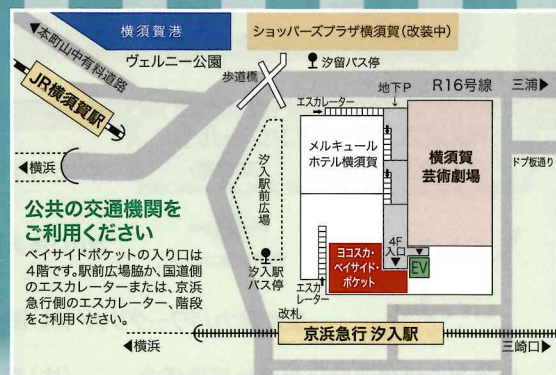 横須賀港
ショッパーズプラザ横須賀(改装中)
◀本町山中有料道路
ヴェルニー公園
汐留バス停
歩道橋
JR横須賀駅
地下P
R16号線
三浦▶
エスカレーター
メルキュール
ホテル横須賀
横須賀
芸術劇場
ドブ板通り
◀横浜
汐入駅前広場
公共の交通機関を
ご利用ください
ベイサイドポケットの入り口は
4階です。駅前広場脇か、国道側
のエスカレーターまたは、京浜
急行側のエスカレーター、階段
をご利用ください。
汐入駅
バス停
エスカ
レーター
ヨコスカ・
ベイサイド・
ポケット
4F
入口
EV
改札
京浜急行 汐入駅
◀横浜
三崎口▶